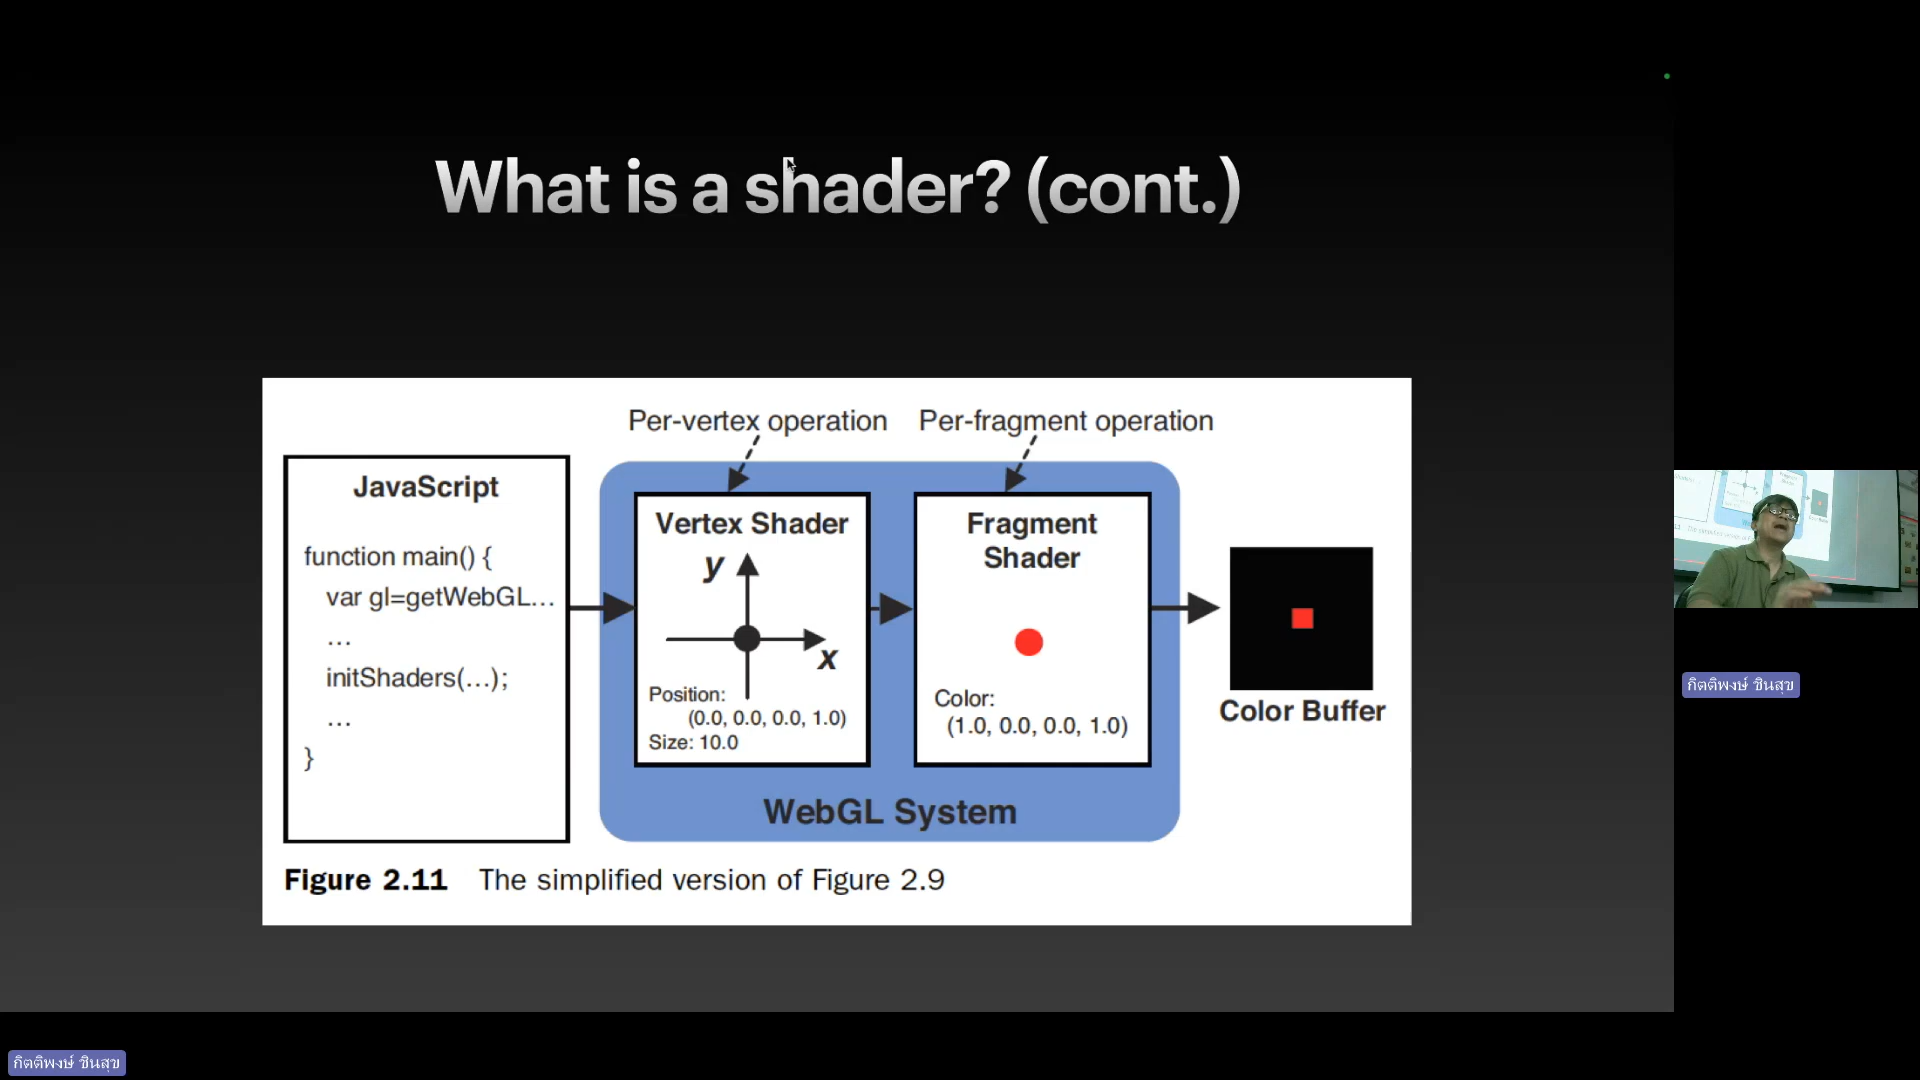 What is a shader? (cont.)
Per-vertex operation
Per-fragment operation
JavaScript
function main() {
var gl=getWebGL…
…
initShaders(…);
…
}
Vertex Shader
y
x
Position:
(0.0, 0.0, 0.0, 1.0)
Size: 10.0
Fragment
Shader
Color:
(1.0, 0.0, 0.0, 1.0)
WebGL System
Color Buffer
Figure 2.11 The simplified version of Figure 2.9
กิตติพงษ์ ชินสุข
กิตติพงษ์ ชินสุข